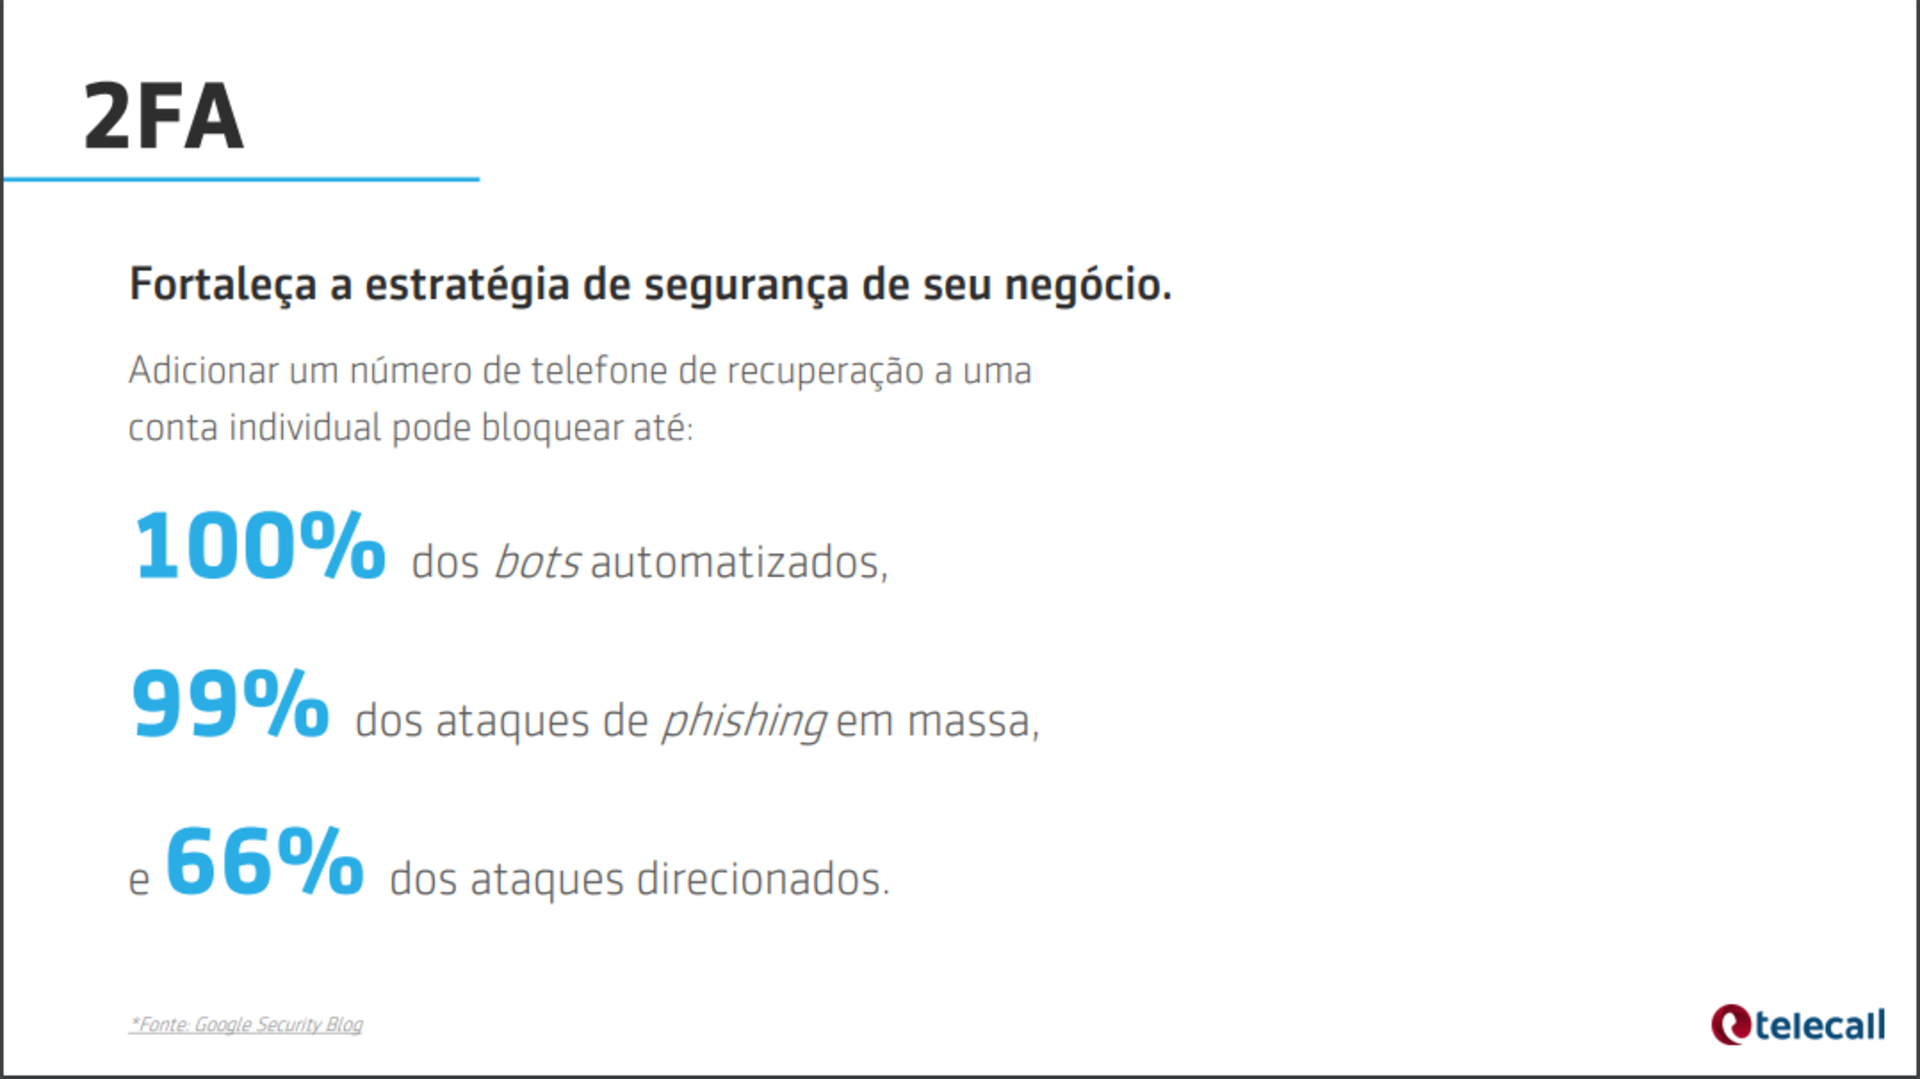 2FA
Fortaleça a estratégia de segurança de seu negócio.
Adicionar um número de telefone de recuperação a uma
conta individual pode bloquear até:
100% dos bots automatizados,
99% dos ataques de phishing em massa,
e 66% dos ataques direcionados.
*Fonte: Google Security Blog
telecall